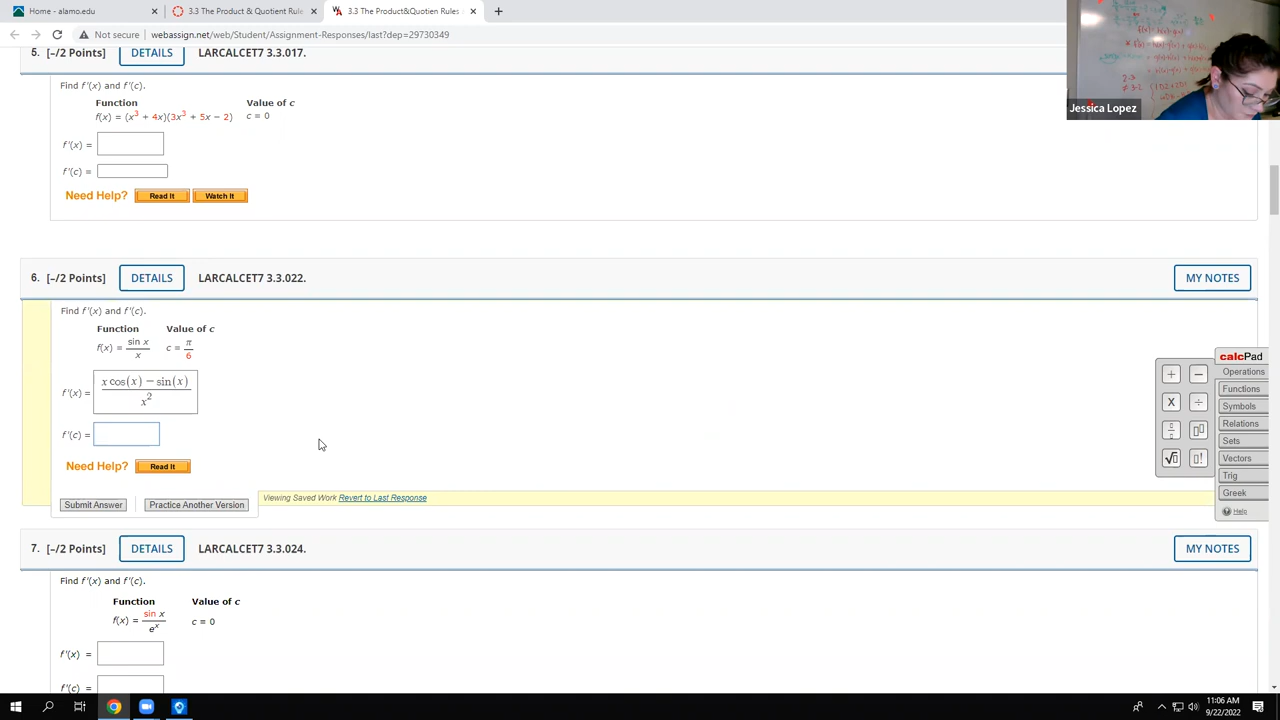 Home - alamo.edu
3.3 The Product & Quotient Rule
3.3 The Product&Quotien Rules
Not secure | webassign.net/web/Student/Assignment-Responses/last?dep=29730349
Jessica Lopez
5. [-/2 Points] DETAILS LARCALCET7 3.3.017.
Find f'(x) and f'(c).
Function Value of c
f(x) = (x³ + 4x)(3x³ + 5x − 2) c = 0
f'(x) =
f'(c) =
Need Help? Read It Watch It
6. [-/2 Points] DETAILS LARCALCET7 3.3.022. MY NOTES
Find f'(x) and f'(c).
Function Value of c
f(x) = sin x / x c = π / 6
f'(x) = x cos(x) − sin(x) / x²
f'(c) =
Need Help? Read It
Submit Answer Practice Another Version Viewing Saved Work Revert to Last Response
calcPad
Operations
Functions
Symbols
Relations
Sets
Vectors
Trig
Greek
Help
+ −
X ÷
√ !
7. [-/2 Points] DETAILS LARCALCET7 3.3.024. MY NOTES
Find f'(x) and f'(c).
Function Value of c
f(x) = sin x / eˣ c = 0
f'(x) =
f'(c) =
11:06 AM
9/22/2022